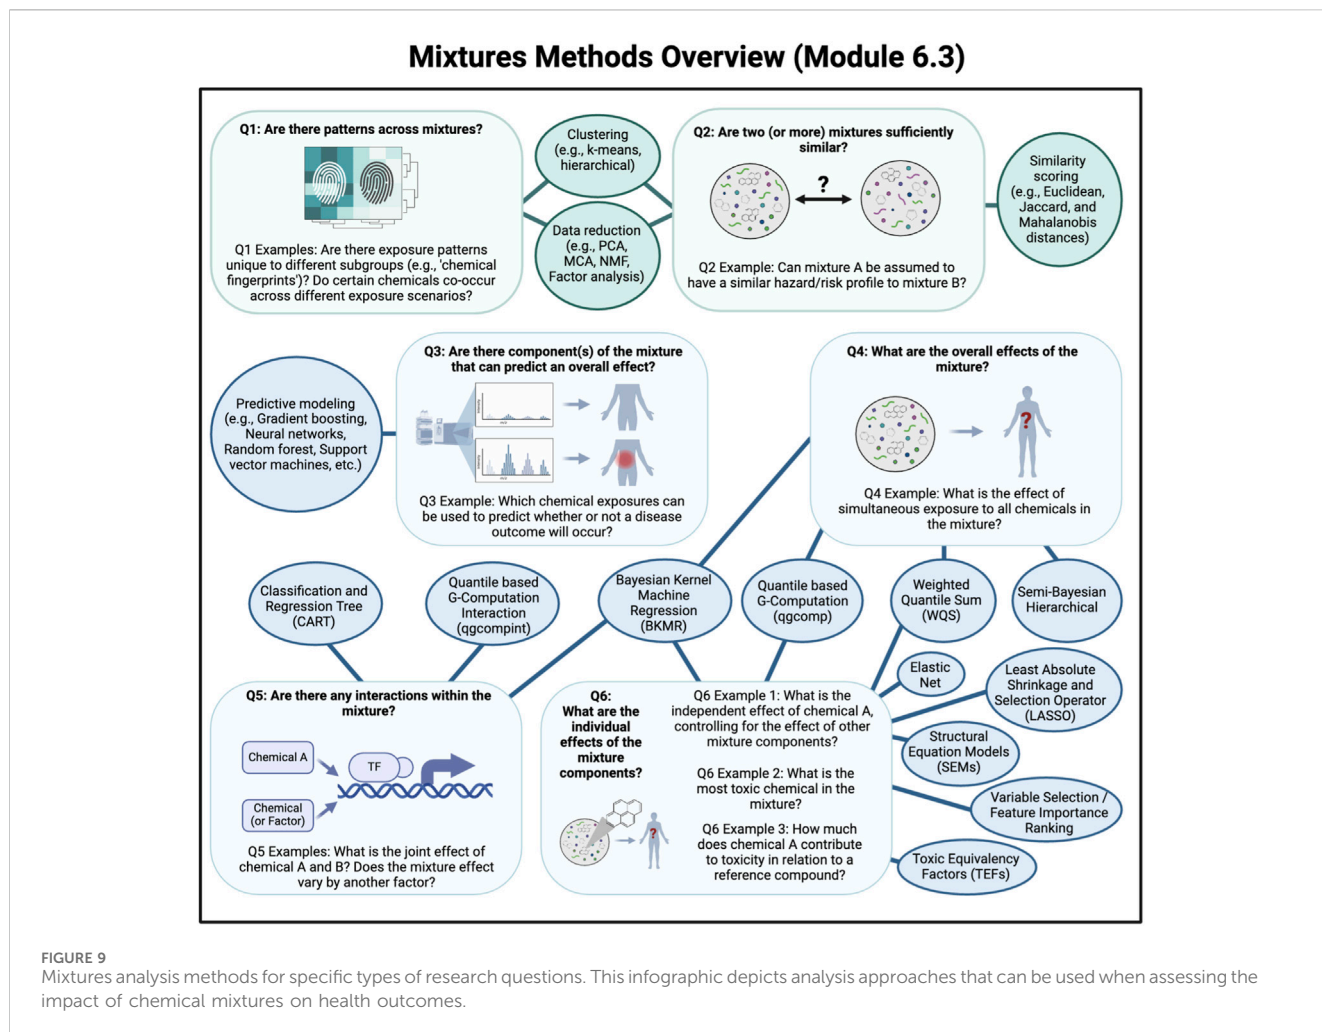 Mixtures Methods Overview (Module 6.3)
Q1: Are there patterns across mixtures?
Q1 Examples: Are there exposure patterns
unique to different subgroups (e.g., 'chemical
fingerprints')? Do certain chemicals co-occur
across different exposure scenarios?
Clustering
(e.g., k-means,
hierarchical)
Data reduction
(e.g., PCA,
MCA, NMF,
Factor analysis)
Q2: Are two (or more) mixtures sufficiently
similar?
?
Q2 Example: Can mixture A be assumed to
have a similar hazard/risk profile to mixture B?
Similarity
scoring
(e.g., Euclidean,
Jaccard, and
Mahalanobis
distances)
Predictive modeling
(e.g., Gradient boosting,
Neural networks,
Random forest, Support
vector machines, etc.)
Q3: Are there component(s) of the mixture
that can predict an overall effect?
Q3 Example: Which chemical exposures can
be used to predict whether or not a disease
outcome will occur?
Q4: What are the overall effects of the
mixture?
?
Q4 Example: What is the effect of
simultaneous exposure to all chemicals in
the mixture?
Classification and
Regression Tree
(CART)
Quantile based
G-Computation
Interaction
(qgcompint)
Bayesian Kernel
Machine
Regression
(BKMR)
Quantile based
G-Computation
(qgcomp)
Weighted
Quantile Sum
(WQS)
Semi-Bayesian
Hierarchical
Q5: Are there any interactions within the
mixture?
Chemical A
TF
Chemical
(or Factor)
Q5 Examples: What is the joint effect of
chemical A and B? Does the mixture effect
vary by another factor?
Q6:
What are the
individual
effects of the
mixture
components?
?
Q6 Example 1: What is the
independent effect of chemical A,
controlling for the effect of other
mixture components?
Q6 Example 2: What is the
most toxic chemical in the
mixture?
Q6 Example 3: How much
does chemical A contribute
to toxicity in relation to a
reference compound?
Elastic
Net
Least Absolute
Shrinkage and
Selection Operator
(LASSO)
Structural
Equation Models
(SEMs)
Variable Selection /
Feature Importance
Ranking
Toxic Equivalency
Factors (TEFs)
FIGURE 9
Mixtures analysis methods for specific types of research questions. This infographic depicts analysis approaches that can be used when assessing the
impact of chemical mixtures on health outcomes.